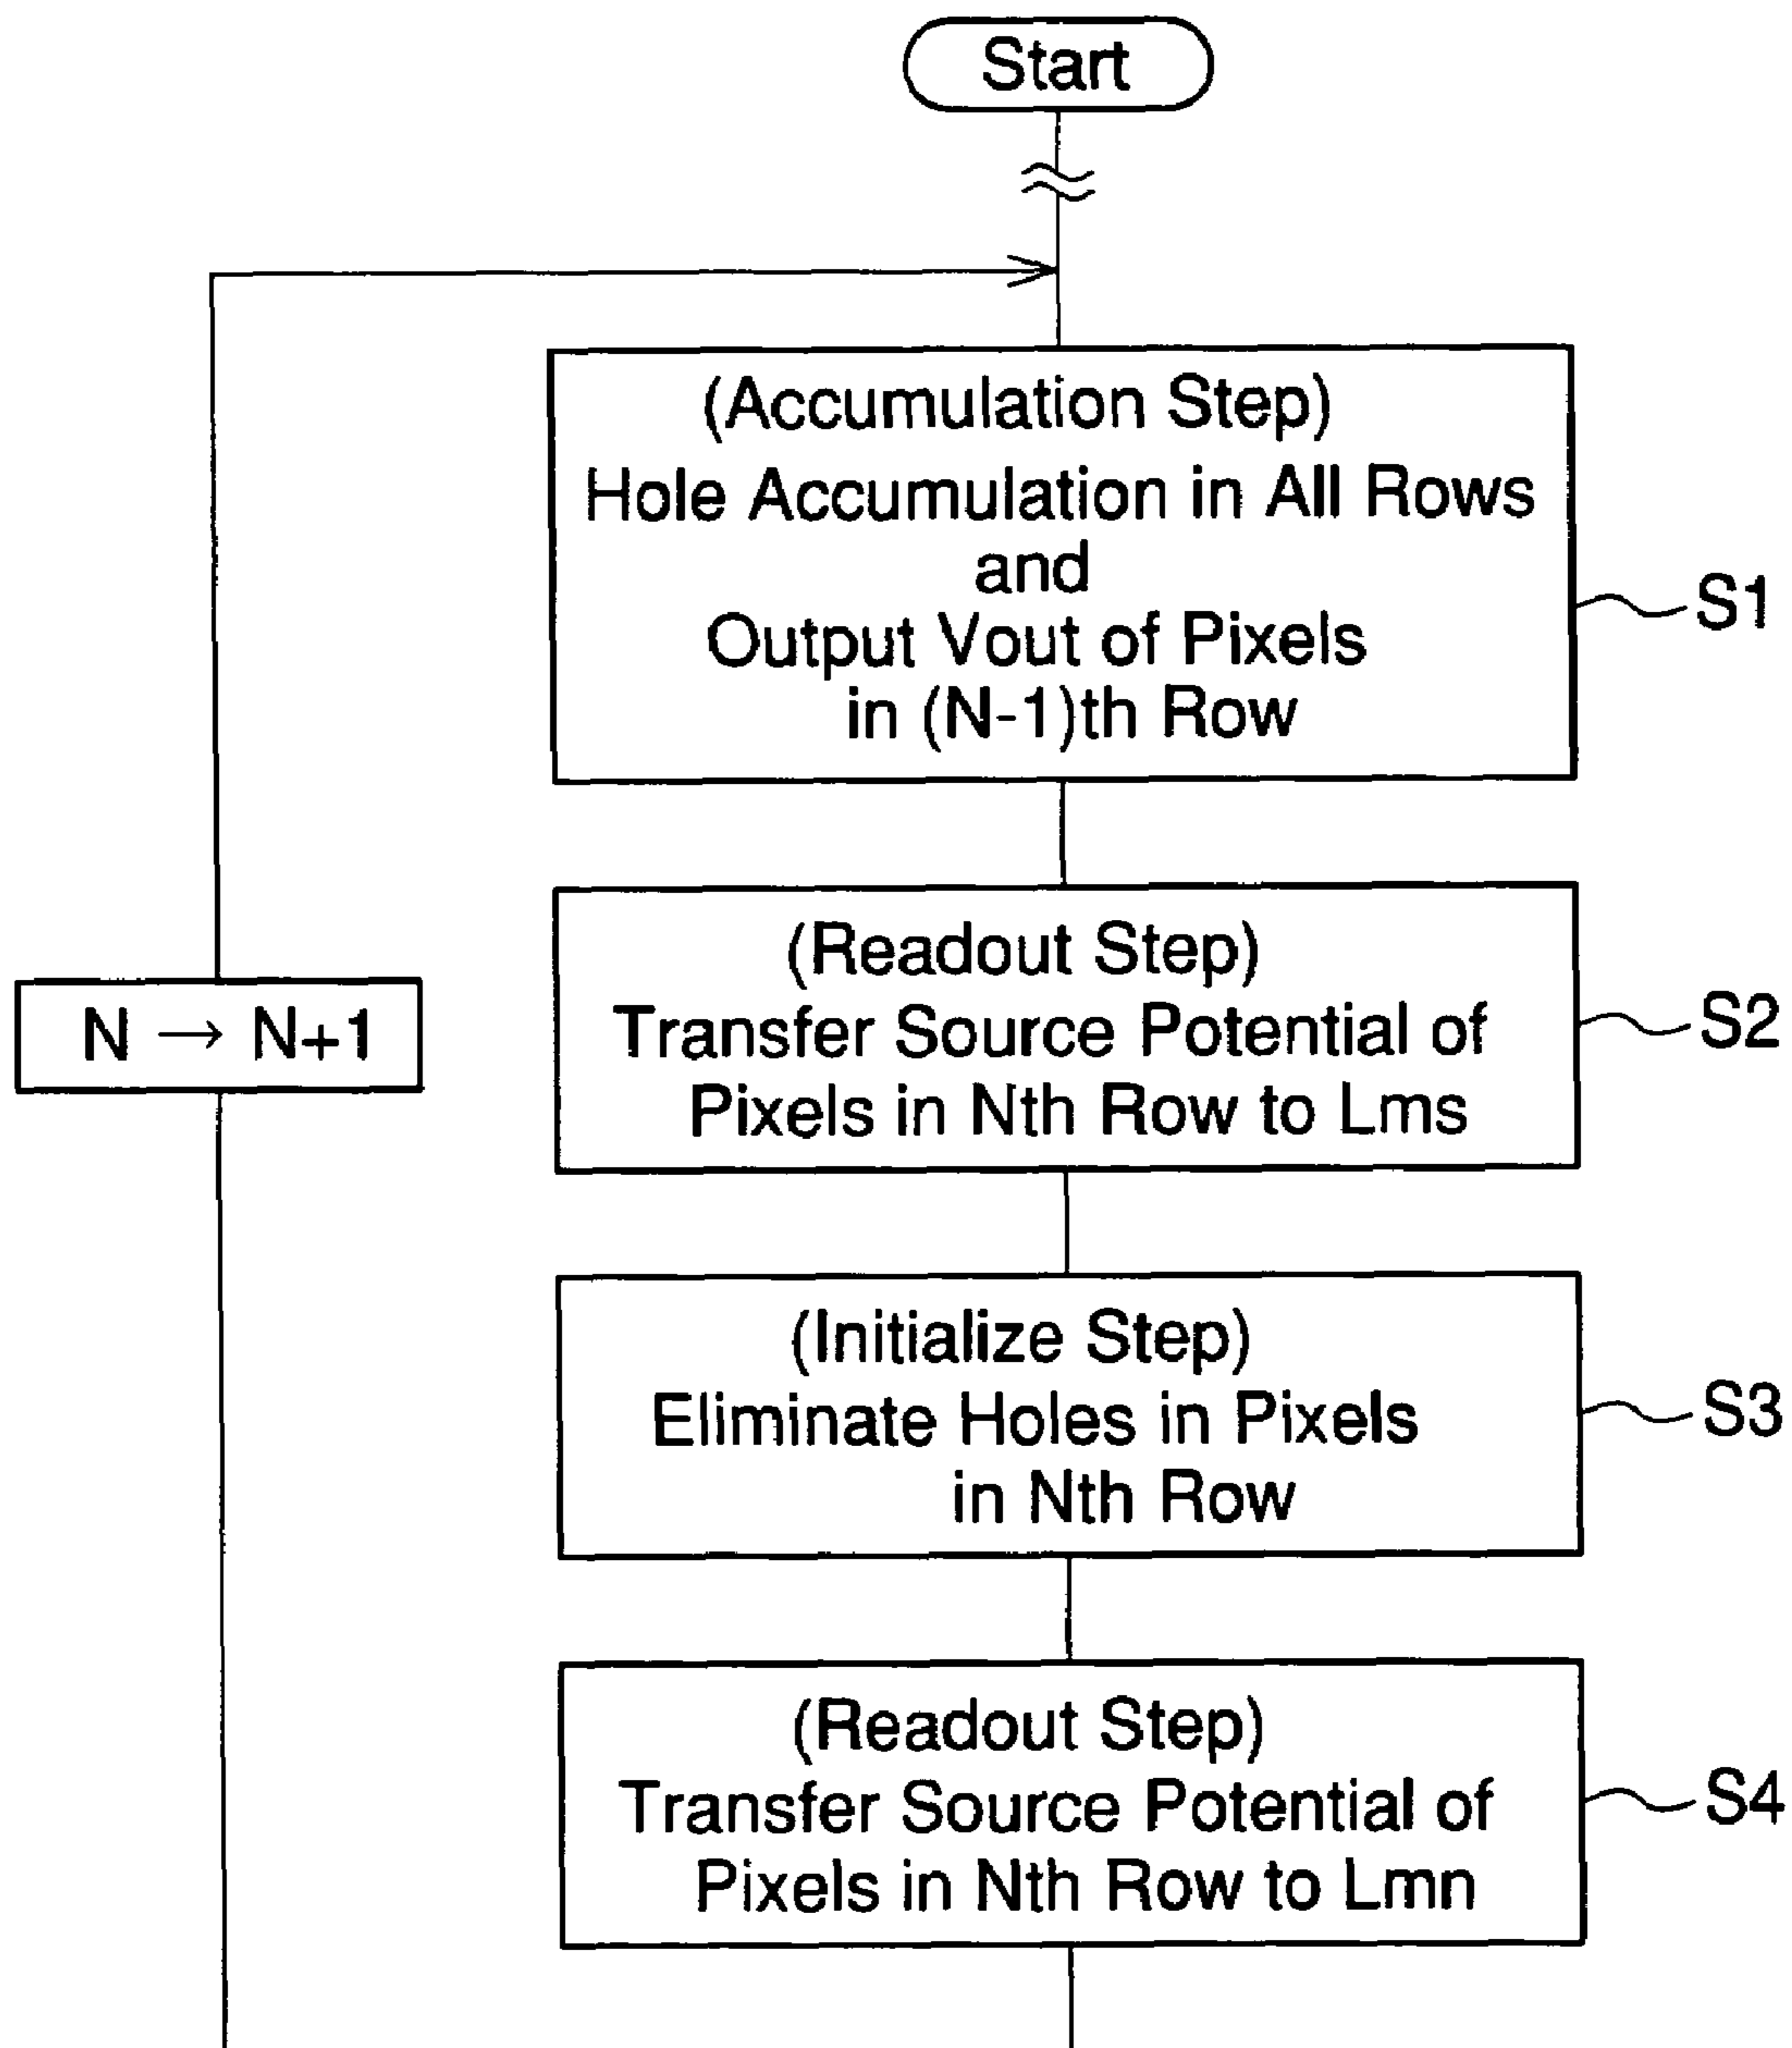 Start
(Accumulation Step)
Hole Accumulation in All Rows
and
Output Vout of Pixels
in (N-1)th Row
S1
(Readout Step)
Transfer Source Potential of
Pixels in Nth Row to Lms
S2
N → N+1
(Initialize Step)
Eliminate Holes in Pixels
in Nth Row
S3
(Readout Step)
Transfer Source Potential of
Pixels in Nth Row to Lmn
S4